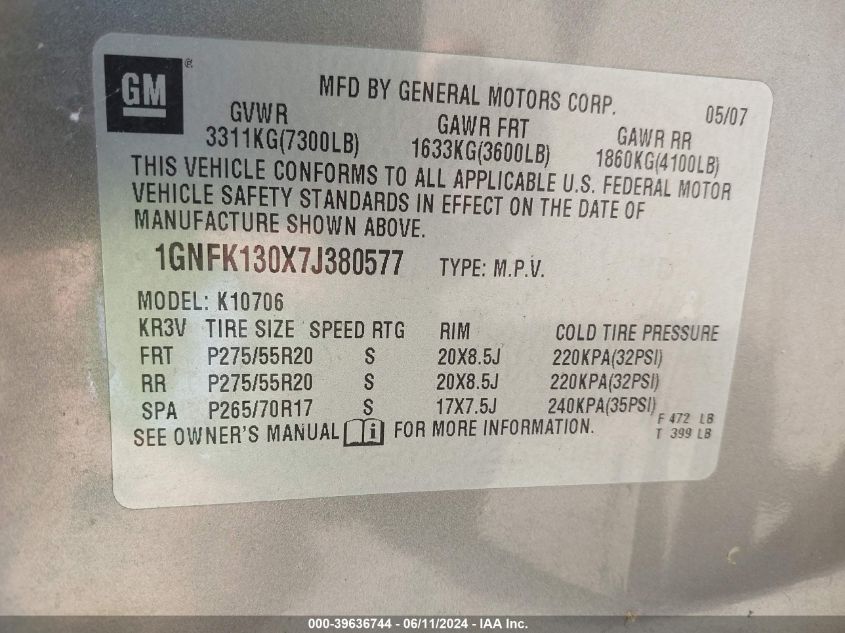 GM ®
MFD BY GENERAL MOTORS CORP. 05/07
GVWR GAWR FRT GAWR RR
3311KG(7300LB) 1633KG(3600LB) 1860KG(4100LB)
THIS VEHICLE CONFORMS TO ALL APPLICABLE U.S. FEDERAL MOTOR
VEHICLE SAFETY STANDARDS IN EFFECT ON THE DATE OF
MANUFACTURE SHOWN ABOVE.
1GNFK130X7J380577 TYPE: M.P.V.
MODEL: K10706
KR3V TIRE SIZE SPEED RTG RIM COLD TIRE PRESSURE
FRT P275/55R20 S 20X8.5J 220KPA(32PSI)
RR P275/55R20 S 20X8.5J 220KPA(32PSI)
SPA P265/70R17 S 17X7.5J 240KPA(35PSI)
F 472 LB
SEE OWNER'S MANUAL i FOR MORE INFORMATION.
T 399 LB
000-39636744 - 06/11/2024 - IAA Inc.